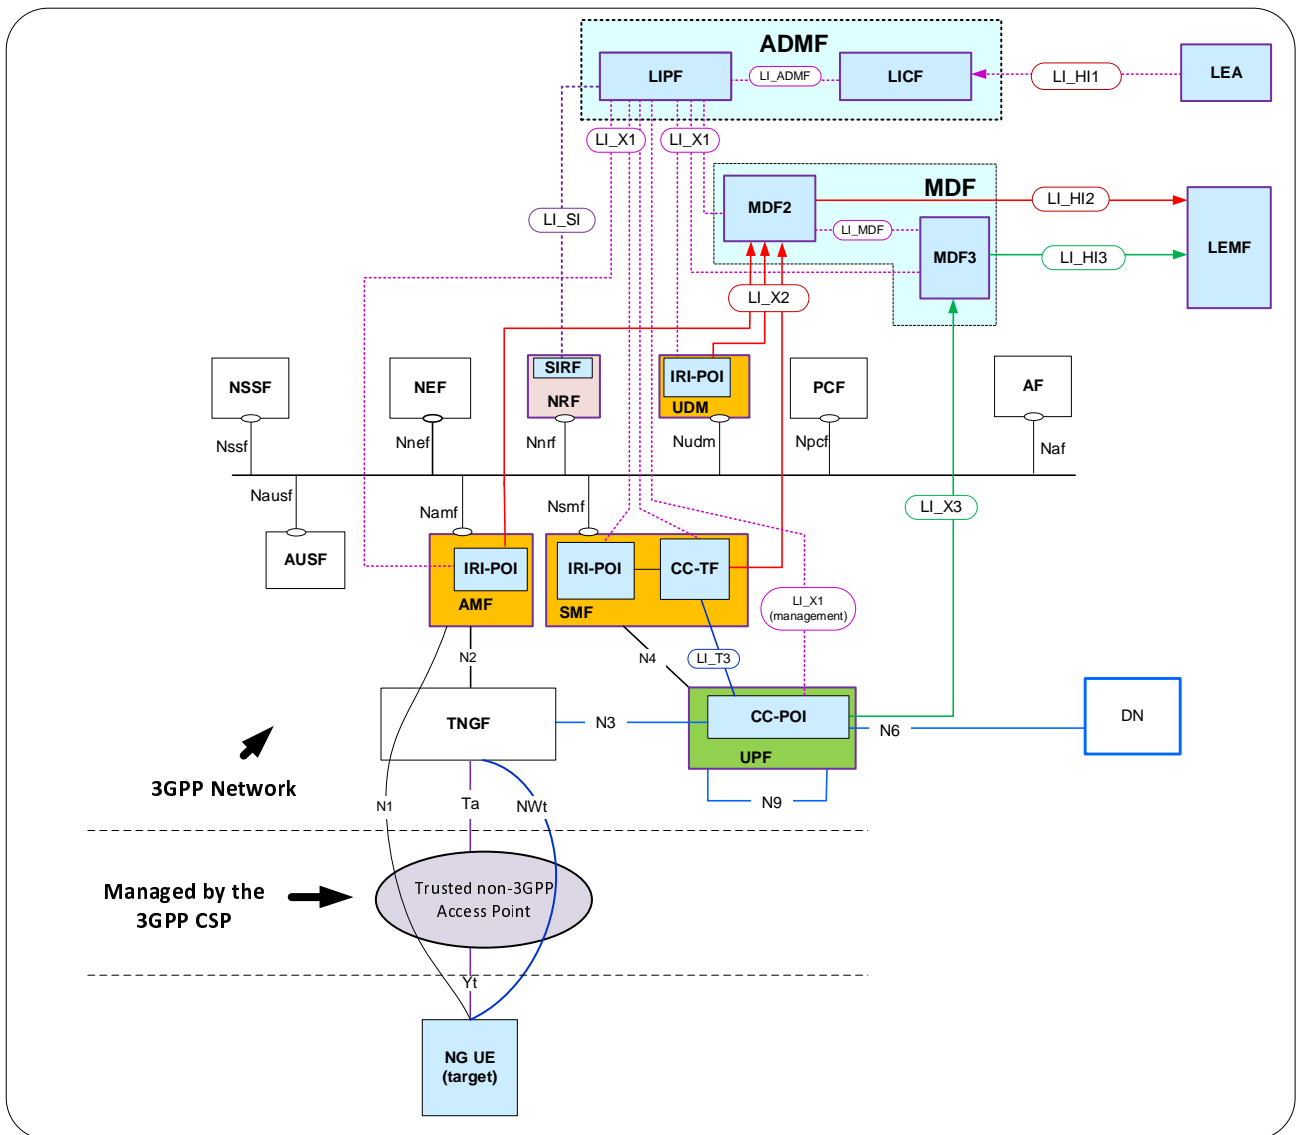 ADMF
LIPF
LI_ADMF
LICF
LI_HI1
LEA
LI_X1
LI_X1
MDF
MDF2
LI_HI2
LI_SI
LI_MDF
MDF3
LI_HI3
LEMF
LI_X2
NSSF
NEF
SIRF
NRF
IRI-POI
UDM
PCF
AF
Nssf
Nnef
Nnrf
Nudm
Npcf
Naf
Nausf
Namf
Nsmf
LI_X3
AUSF
IRI-POI
AMF
IRI-POI
CC-TF
SMF
LI_X1
(management)
N2
N4
LI_T3
TNGF
N3
CC-POI
UPF
N6
DN
3GPP Network
N1
Ta
NWt
N9
Managed by the
3GPP CSP
Trusted non-3GPP
Access Point
Yt
NG UE
(target)